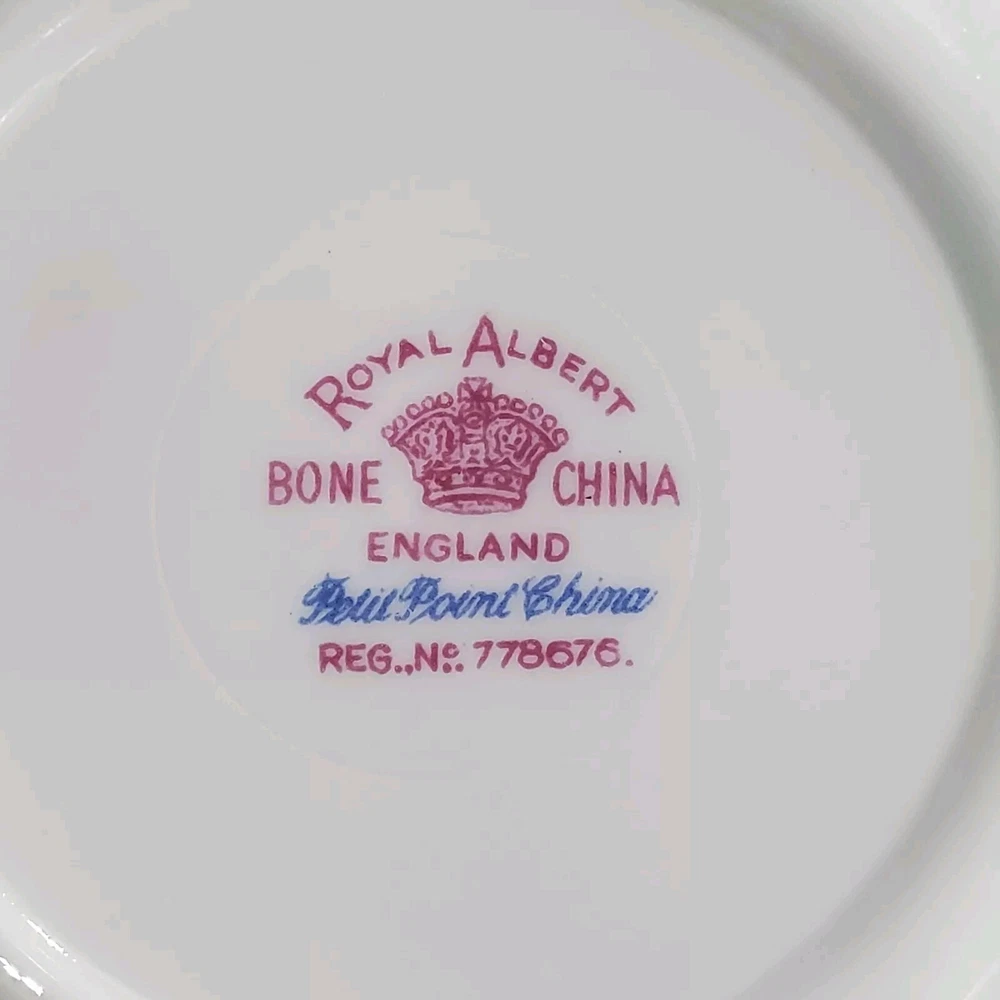 ROYAL ALBERT
BONE CHINA
ENGLAND
Petit Point China
REG., No. 778676.